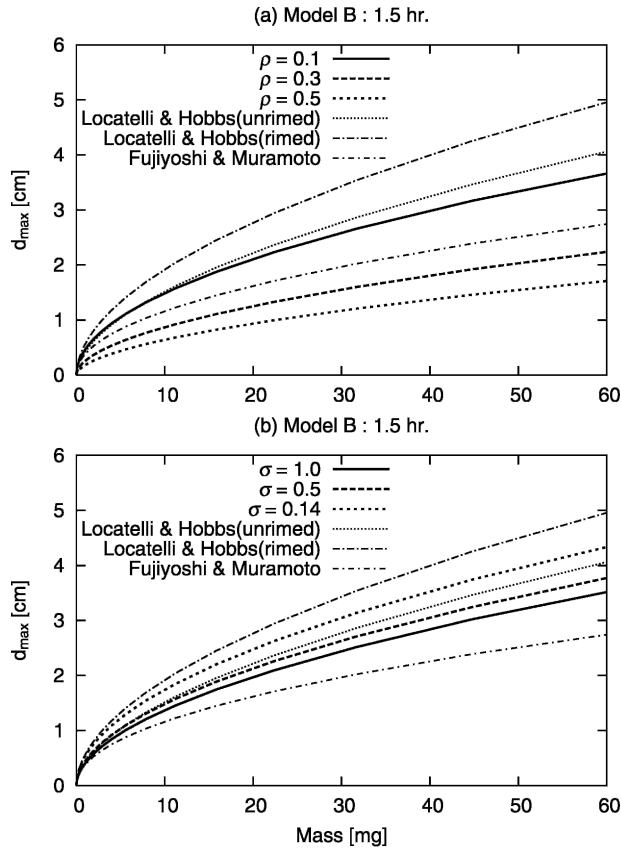 (a) Model B : 1.5 hr.
6
5
4
3
2
1
0
d_max [cm]
ρ = 0.1
ρ = 0.3
ρ = 0.5
Locatelli & Hobbs(unrimed)
Locatelli & Hobbs(rimed)
Fujiyoshi & Muramoto
0 10 20 30 40 50 60
(b) Model B : 1.5 hr.
6
5
4
3
2
1
0
d_max [cm]
σ = 1.0
σ = 0.5
σ = 0.14
Locatelli & Hobbs(unrimed)
Locatelli & Hobbs(rimed)
Fujiyoshi & Muramoto
0 10 20 30 40 50 60
Mass [mg]